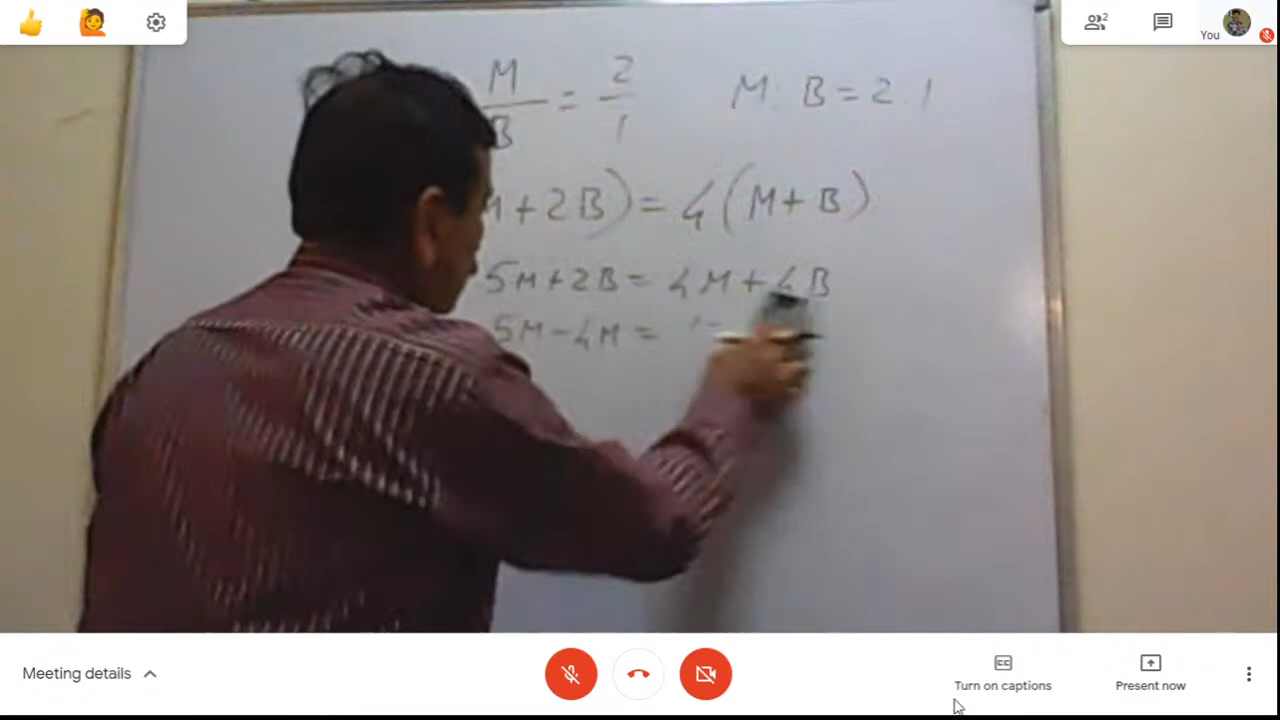 You
2
M/B = 2/1
M : B = 2 : 1
M + 2B) = 4 (M + B)
5M + 2B = 4M + 4B
5M - 4M =
Meeting details
Turn on captions
Present now